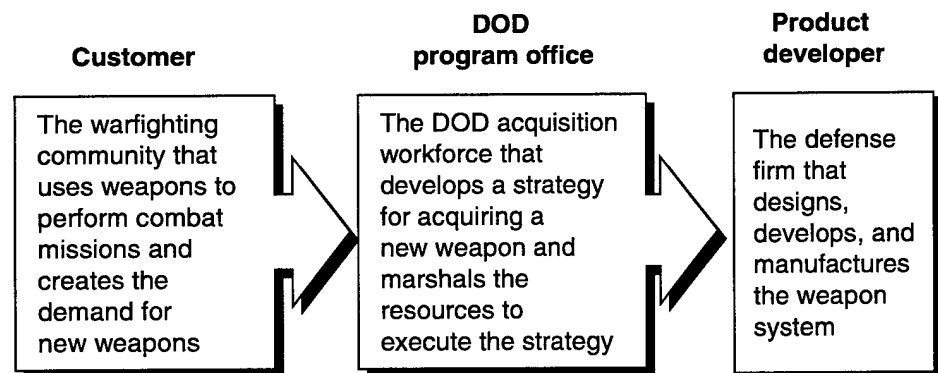 Customer
The warfighting
community that
uses weapons to
perform combat
missions and
creates the
demand for
new weapons
DOD
program office
The DOD acquisition
workforce that
develops a strategy
for acquiring a
new weapon and
marshals the
resources to
execute the strategy
Product
developer
The defense
firm that
designs,
develops, and
manufactures
the weapon
system